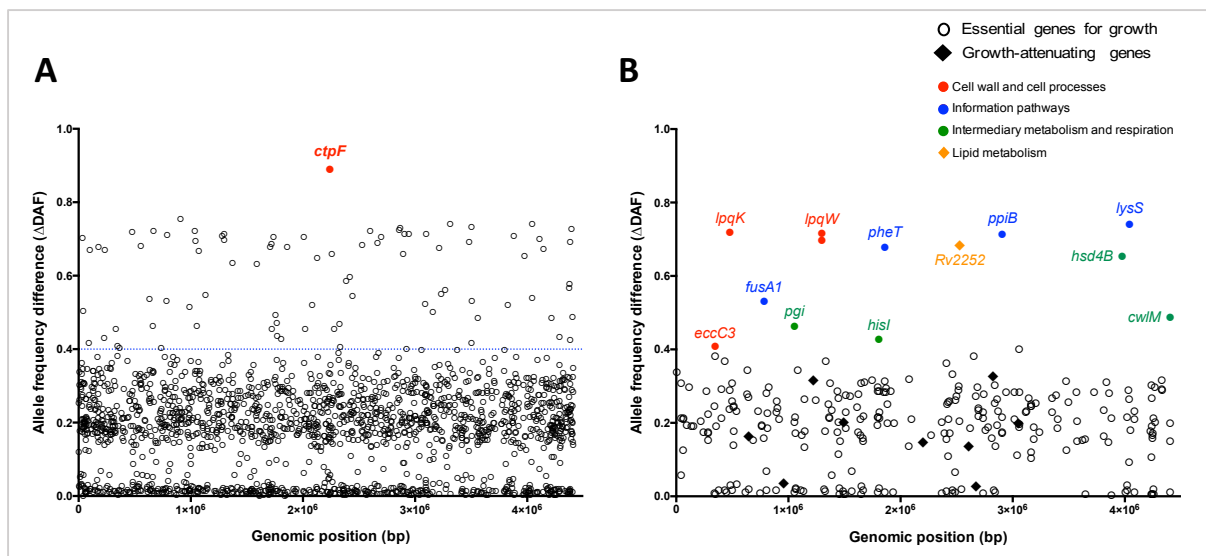 A
Allele frequency difference (ΔDAF)
1.0
0.8
0.6
0.4
0.2
0.0
ctpF
0
1×10⁶
2×10⁶
3×10⁶
4×10⁶
Genomic position (bp)
B
Essential genes for growth
Growth-attenuating genes
Cell wall and cell processes
Information pathways
Intermediary metabolism and respiration
Lipid metabolism
Allele frequency difference (ΔDAF)
1.0
0.8
0.6
0.4
0.2
0.0
lpqK
lpqW
pheT
ppiB
lysS
Rv2252
hsd4B
fusA1
pgi
hisI
cwlM
eccC3
0
1×10⁶
2×10⁶
3×10⁶
4×10⁶
Genomic position (bp)